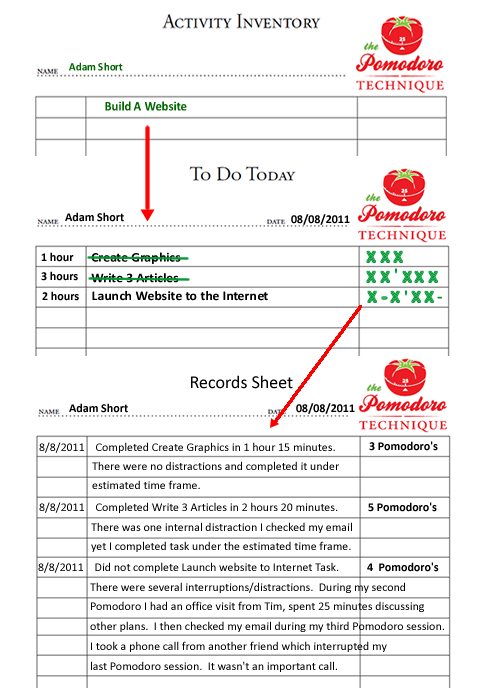 Activity Inventory
the
Pomodoro
TECHNIQUE
NAME Adam Short
Build A Website
To Do Today
the
Pomodoro
TECHNIQUE
NAME Adam Short DATE 08/08/2011
1 hour Create Graphics X X X
3 hours Write 3 Articles X X ' X X X
2 hours Launch Website to the Internet X - X ' X X -
Records Sheet
the
Pomodoro
TECHNIQUE
NAME Adam Short DATE 08/08/2011
8/8/2011 Completed Create Graphics in 1 hour 15 minutes. 3 Pomodoro's
There were no distractions and completed it under
estimated time frame.
8/8/2011 Completed Write 3 Articles in 2 hours 20 minutes. 5 Pomodoro's
There was one internal distraction I checked my email
yet I completed task under the estimated time frame.
8/8/2011 Did not complete Launch website to Internet Task. 4 Pomodoro's
There were several interruptions/distractions. During my second
Pomodoro I had an office visit from Tim, spent 25 minutes discussing
other plans. I then checked my email during my third Pomodoro session.
I took a phone call from another friend which interrupted my
last Pomodoro session. It wasn't an important call.